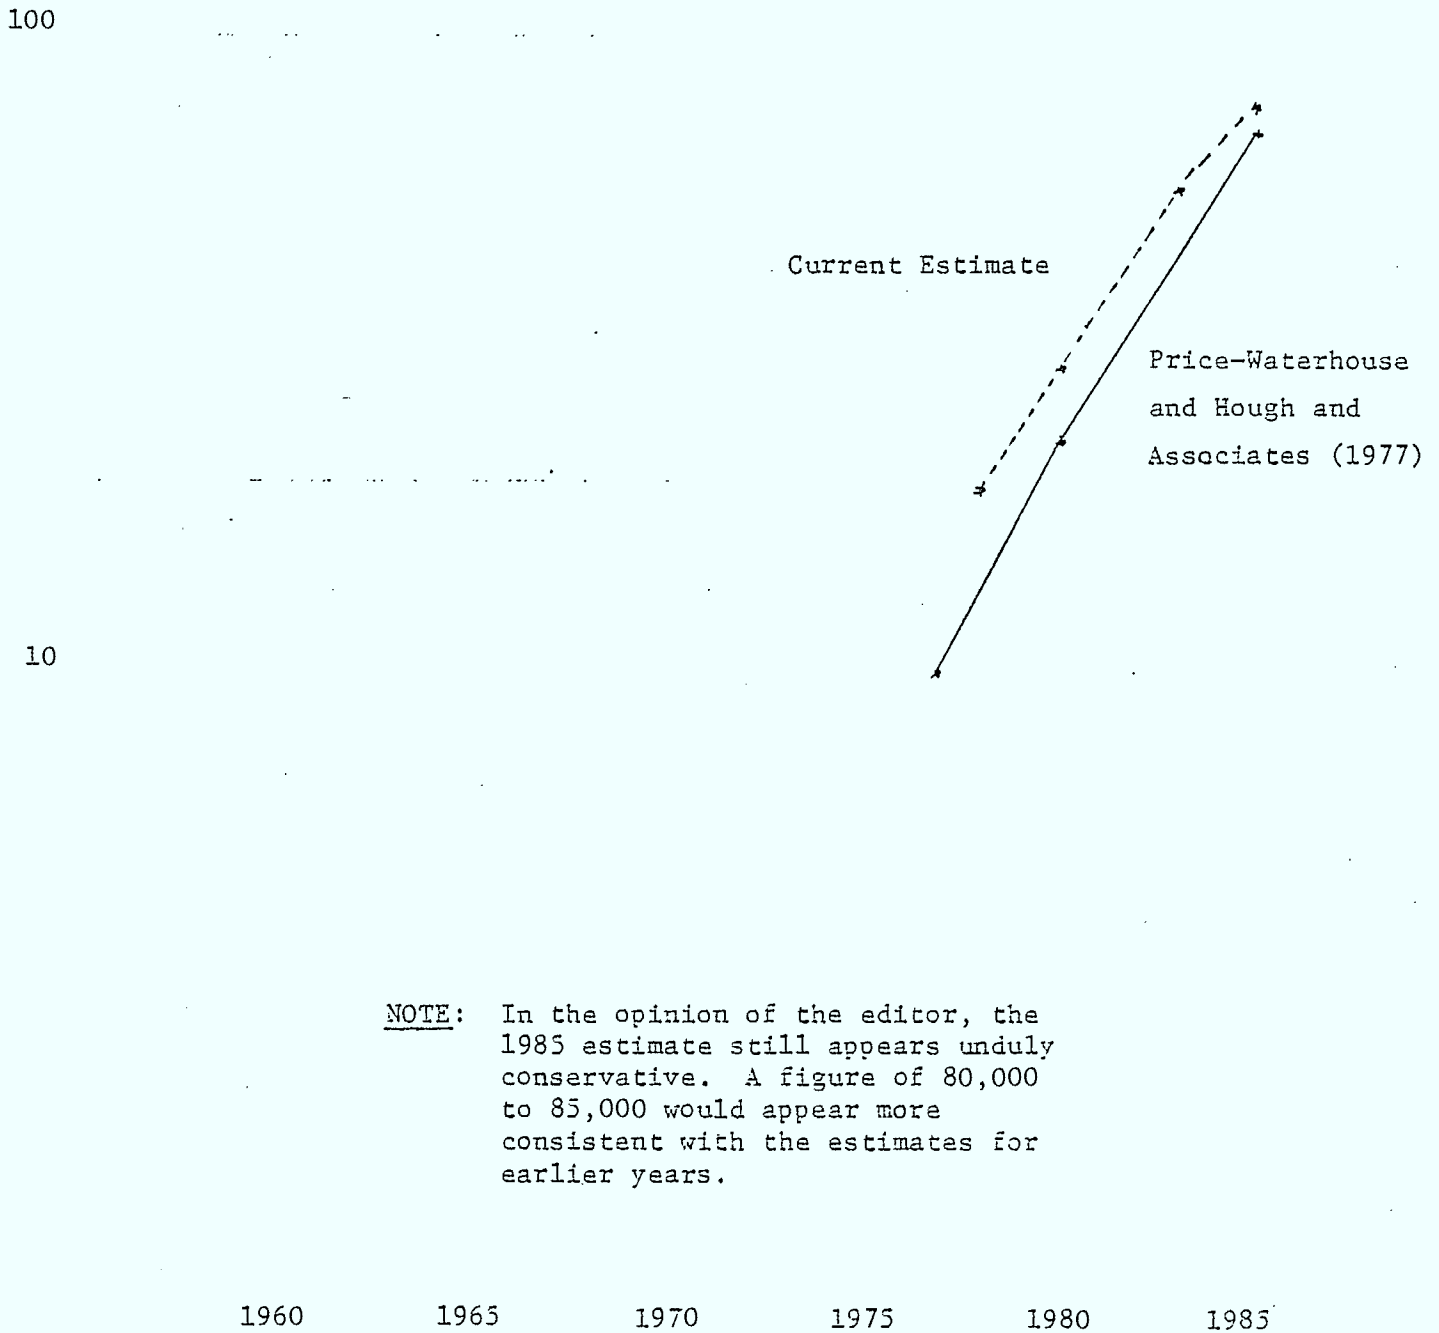 100
Current Estimate
Price-Waterhouse
and Hough and
Associates (1977)
10
NOTE: In the opinion of the editor, the
1985 estimate still appears unduly
conservative. A figure of 80,000
to 85,000 would appear more
consistent with the estimates for
earlier years.
1960 1965 1970 1975 1980 1985